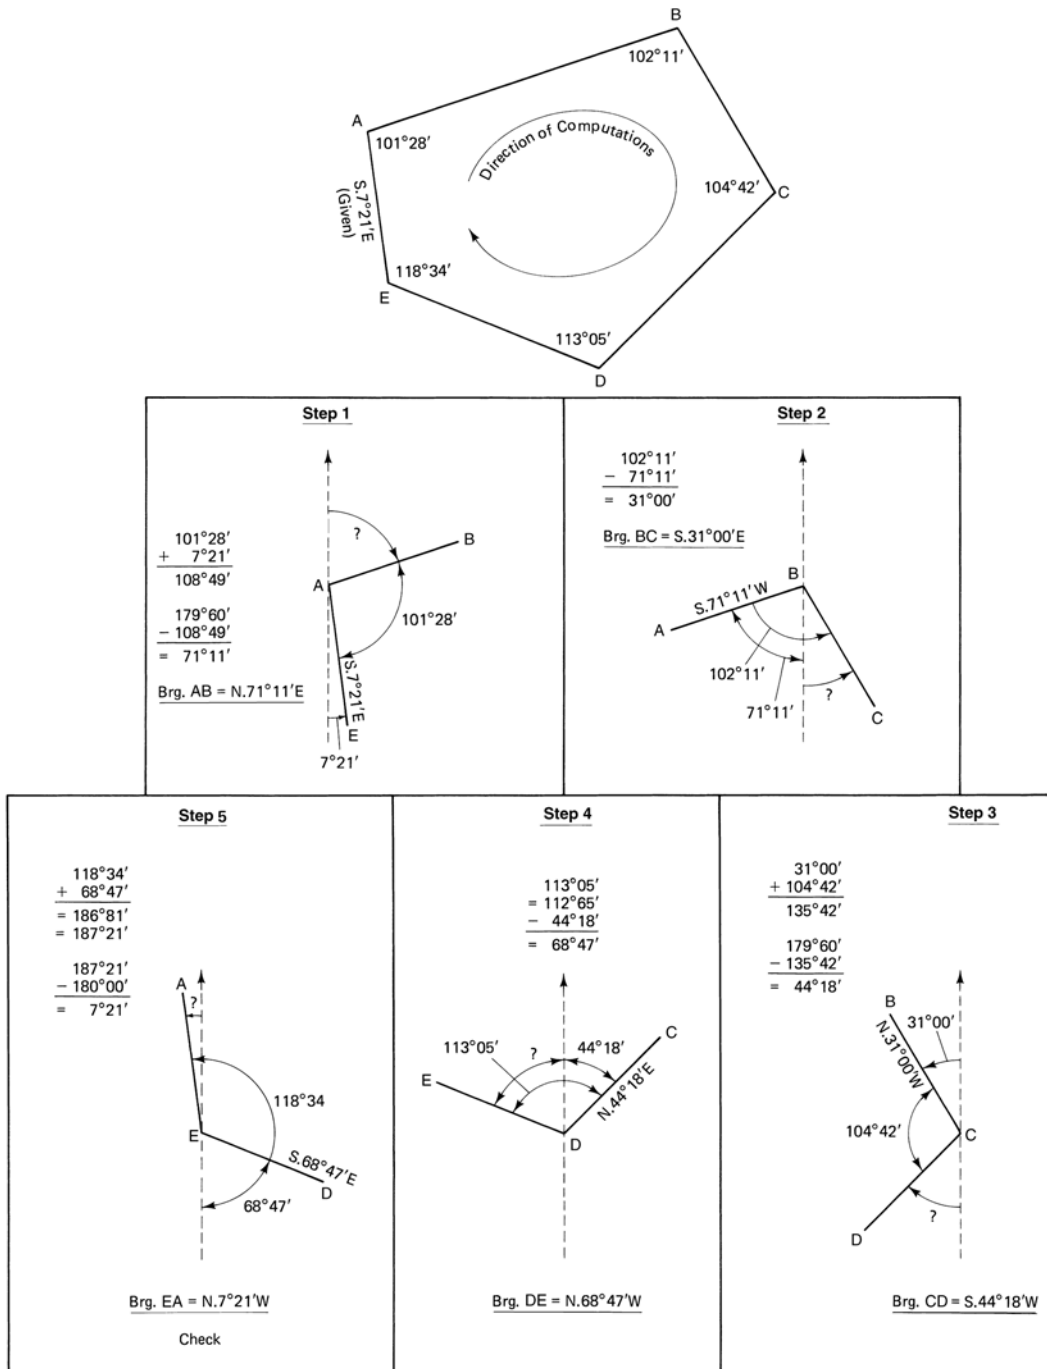 B
102°11′
A
101°28′
Direction of Computations
S.7°21′E
(Given)
104°42′
C
118°34′
E
113°05′
D
Step 1
101°28′
+ 7°21′
108°49′
179°60′
− 108°49′
= 71°11′
Brg. AB = N.71°11′E
?
B
A
101°28′
S.7°21′E
E
7°21′
Step 2
102°11′
− 71°11′
= 31°00′
Brg. BC = S.31°00′E
B
S.71°11′W
A
102°11′
71°11′
?
C
Step 5
118°34′
+ 68°47′
= 186°81′
= 187°21′
187°21′
− 180°00′
= 7°21′
A
?
118°34
E
S.68°47′E
D
68°47′
Brg. EA = N.7°21′W
Check
Step 4
113°05′
= 112°65′
− 44°18′
= 68°47′
C
113°05′
?
44°18′
E
N.44°18′E
D
Brg. DE = N.68°47′W
Step 3
31°00′
+ 104°42′
135°42′
179°60′
− 135°42′
= 44°18′
B
31°00′
N.31°00′W
104°42′
C
?
D
Brg. CD = S.44°18′W